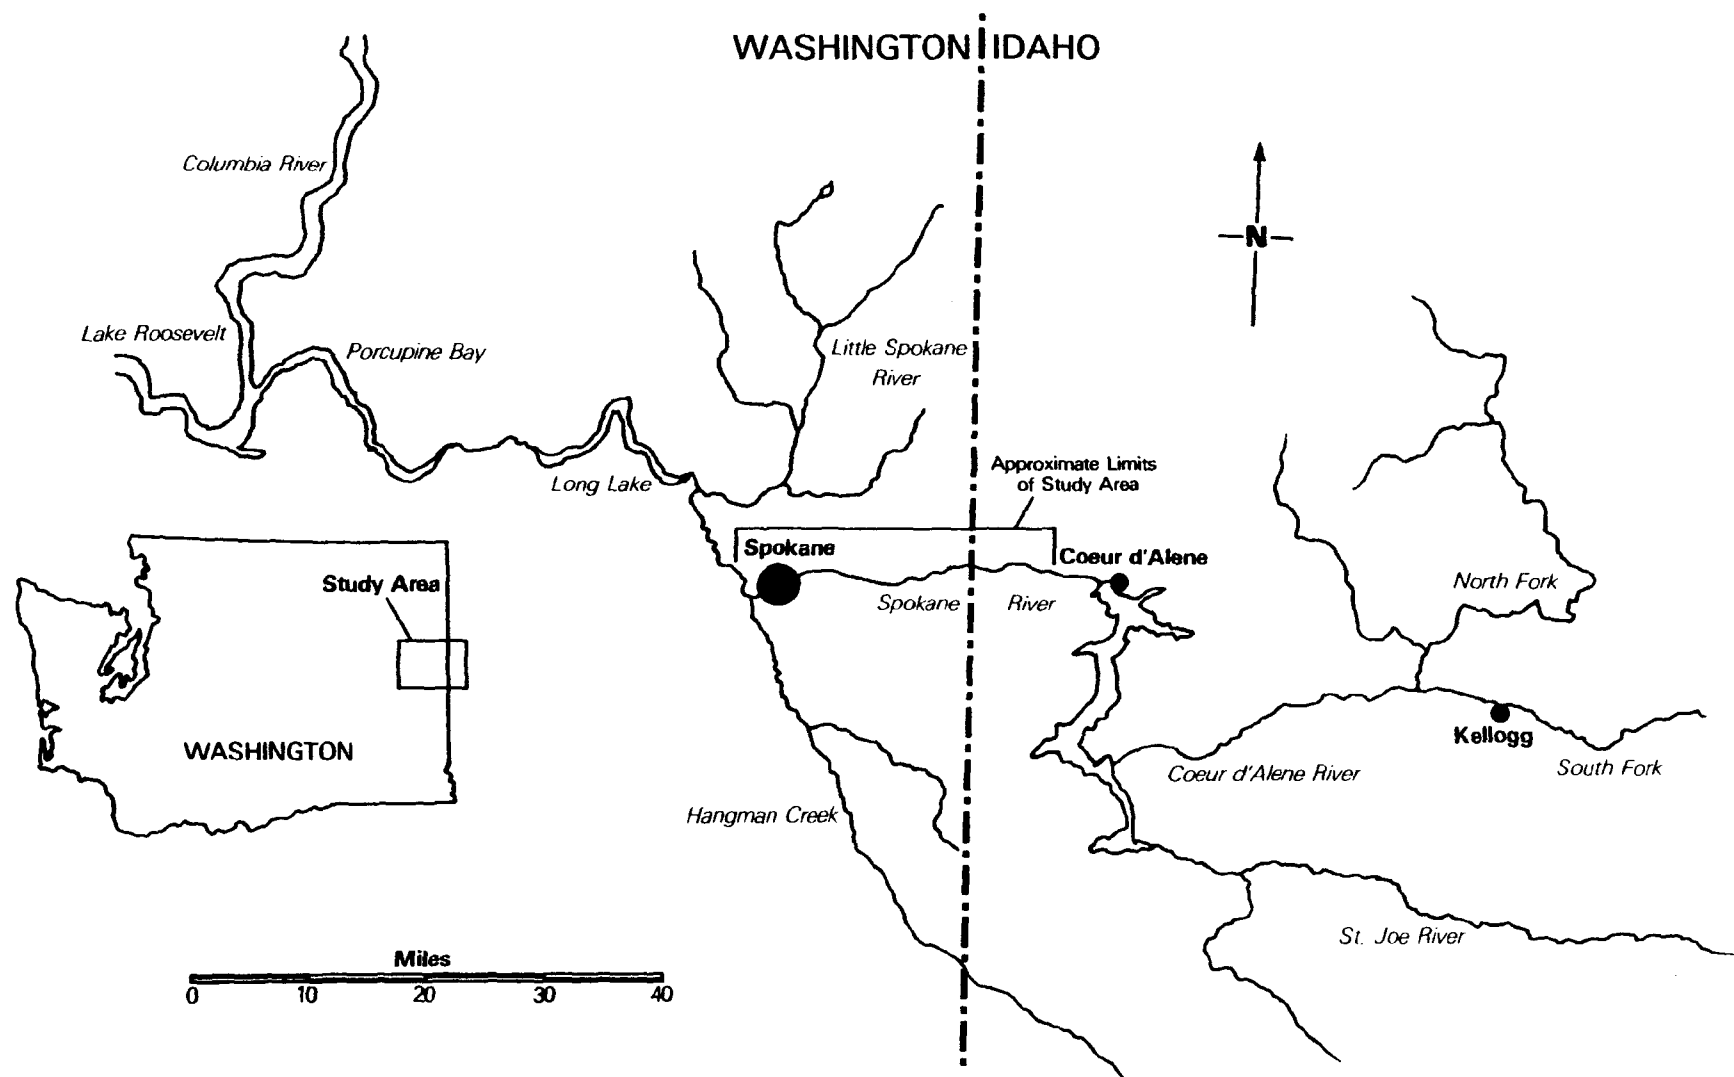 WASHINGTON IDAHO
Columbia River
N
Lake Roosevelt
Porcupine Bay
Little Spokane
River
Long Lake
Approximate Limits
of Study Area
Spokane
Coeur d'Alene
Study Area
Spokane River
North Fork
WASHINGTON
Kellogg
Coeur d'Alene River
South Fork
Hangman Creek
St. Joe River
Miles
0 10 20 30 40